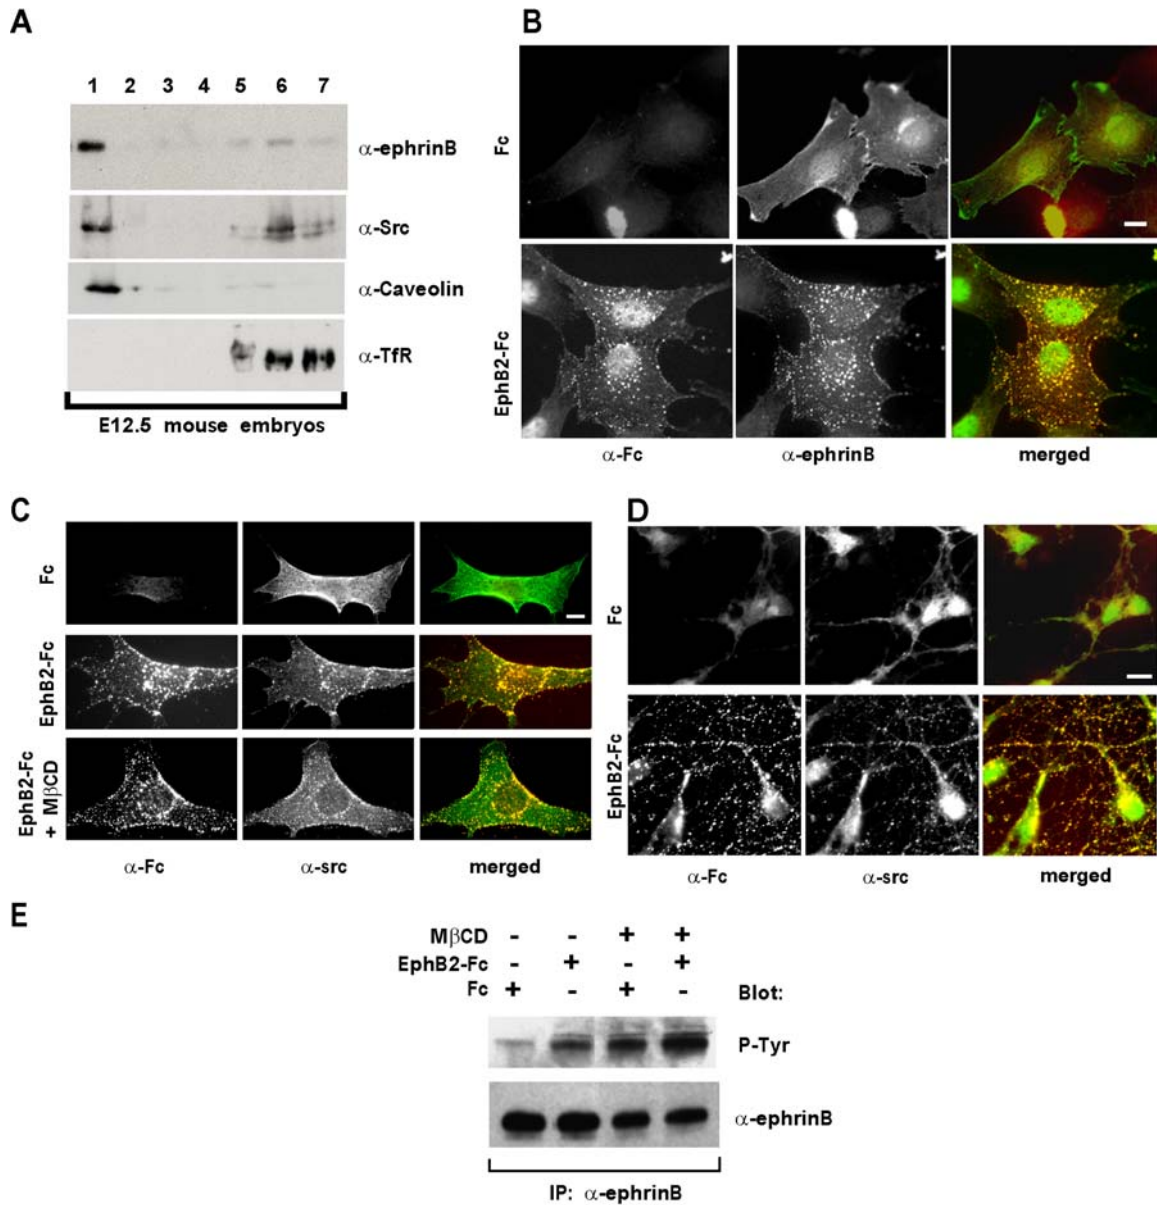 A
1 2 3 4 5 6 7
α-ephrinB
α-Src
α-Caveolin
α-TfR
E12.5 mouse embryos
B
Fc
EphB2-Fc
α-Fc α-ephrinB merged
C
Fc
EphB2-Fc
EphB2-Fc
+ MβCD
α-Fc α-src merged
D
Fc
EphB2-Fc
α-Fc α-src merged
E
MβCD - - + +
EphB2-Fc - + - +
Fc + - + - Blot:
P-Tyr
α-ephrinB
IP: α-ephrinB